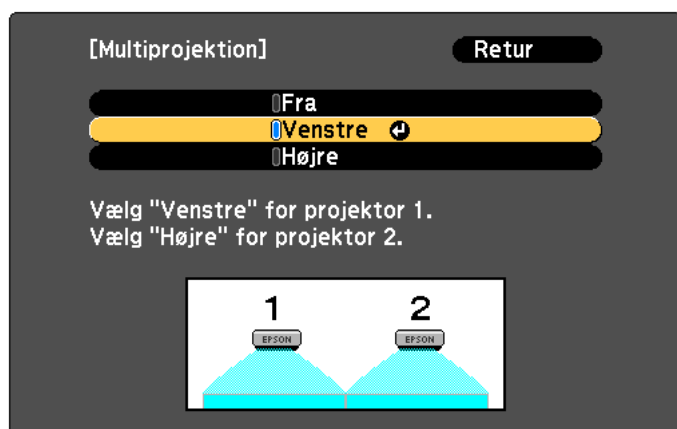 [Multiprojektion] Retur
Fra
Venstre
Højre
Vælg "Venstre" for projektor 1.
Vælg "Højre" for projektor 2.
1 2
EPSON EPSON